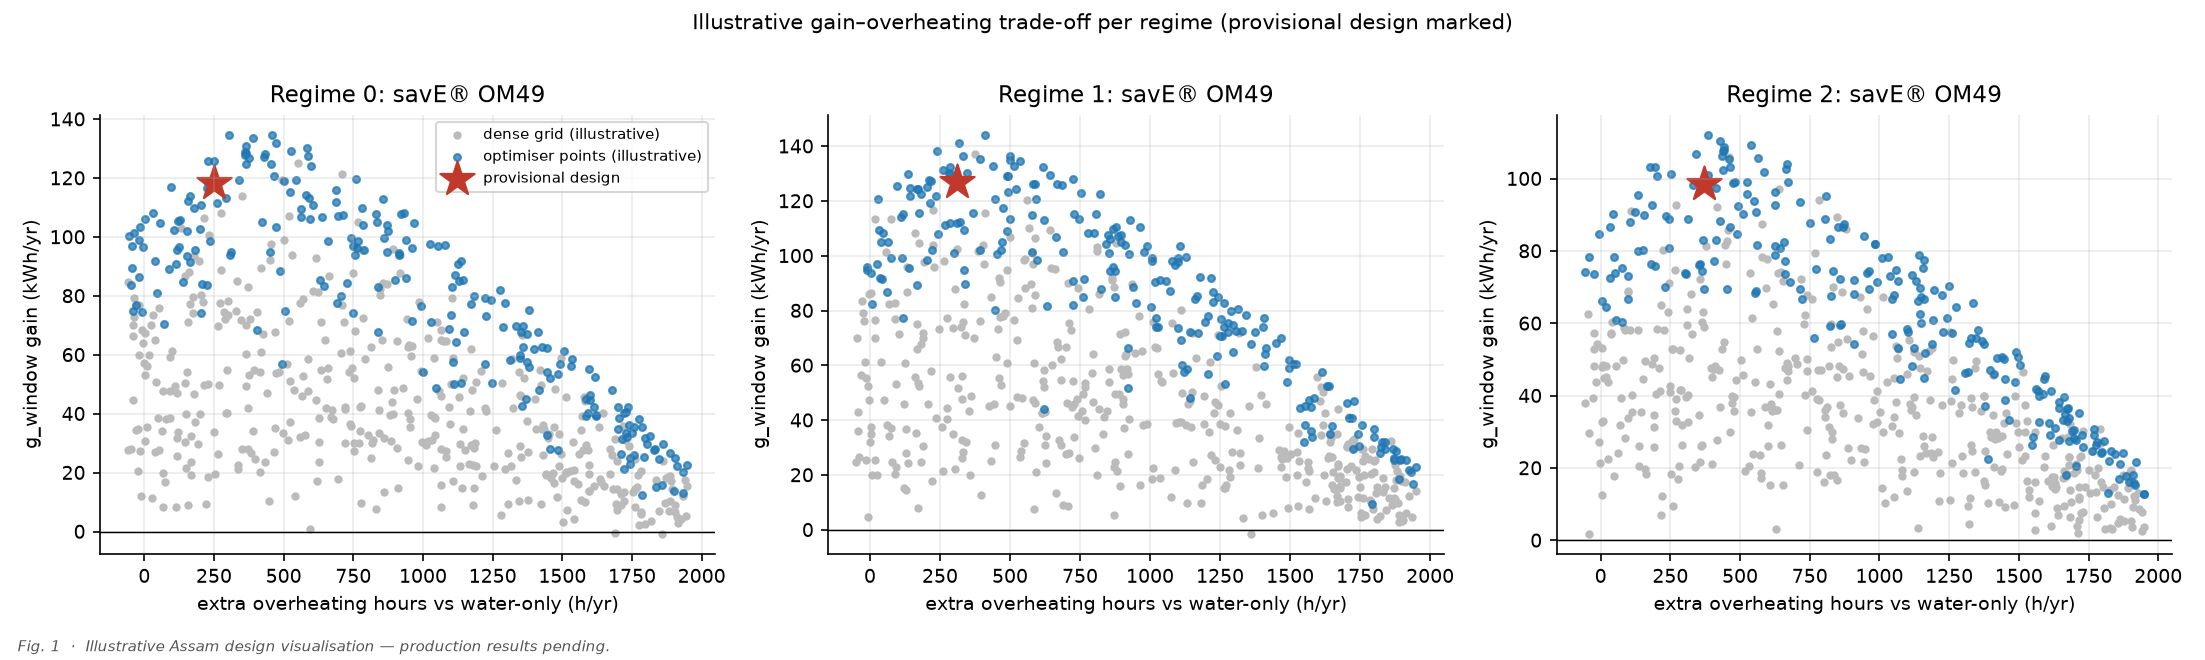 Illustrative gain–overheating trade-off per regime (provisional design marked)
Regime 0: savE® OM49
140
120
100
80
60
40
20
0
g_window gain (kWh/yr)
dense grid (illustrative)
optimiser points (illustrative)
provisional design
0 250 500 750 1000 1250 1500 1750 2000
extra overheating hours vs water-only (h/yr)
Regime 1: savE® OM49
140
120
100
80
60
40
20
0
g_window gain (kWh/yr)
0 250 500 750 1000 1250 1500 1750 2000
extra overheating hours vs water-only (h/yr)
Regime 2: savE® OM49
100
80
60
40
20
0
g_window gain (kWh/yr)
0 250 500 750 1000 1250 1500 1750 2000
extra overheating hours vs water-only (h/yr)
Fig. 1 · Illustrative Assam design visualisation — production results pending.